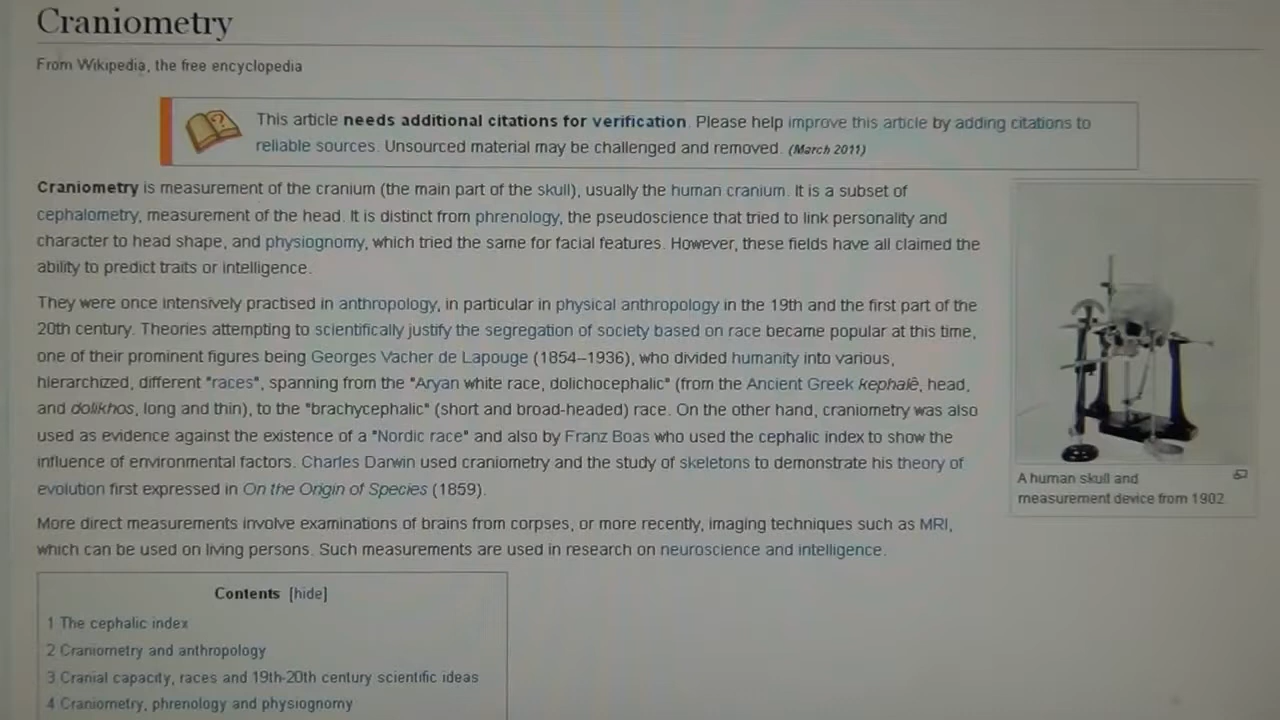 Craniometry
From Wikipedia, the free encyclopedia
This article needs additional citations for verification. Please help improve this article by adding citations to
reliable sources. Unsourced material may be challenged and removed. (March 2011)
Craniometry is measurement of the cranium (the main part of the skull), usually the human cranium. It is a subset of
cephalometry, measurement of the head. It is distinct from phrenology, the pseudoscience that tried to link personality and
character to head shape, and physiognomy, which tried the same for facial features. However, these fields have all claimed the
ability to predict traits or intelligence.
They were once intensively practised in anthropology, in particular in physical anthropology in the 19th and the first part of the
20th century. Theories attempting to scientifically justify the segregation of society based on race became popular at this time,
one of their prominent figures being Georges Vacher de Lapouge (1854–1936), who divided humanity into various,
hierarchized, different "races", spanning from the "Aryan white race, dolichocephalic" (from the Ancient Greek kephalê, head,
and dolikhos, long and thin), to the "brachycephalic" (short and broad-headed) race. On the other hand, craniometry was also
used as evidence against the existence of a "Nordic race" and also by Franz Boas who used the cephalic index to show the
influence of environmental factors. Charles Darwin used craniometry and the study of skeletons to demonstrate his theory of
evolution first expressed in On the Origin of Species (1859).
More direct measurements involve examinations of brains from corpses, or more recently, imaging techniques such as MRI,
which can be used on living persons. Such measurements are used in research on neuroscience and intelligence.
A human skull and
measurement device from 1902.
Contents [hide]
1 The cephalic index
2 Craniometry and anthropology
3 Cranial capacity, races and 19th-20th century scientific ideas
4 Craniometry, phrenology and physiognomy